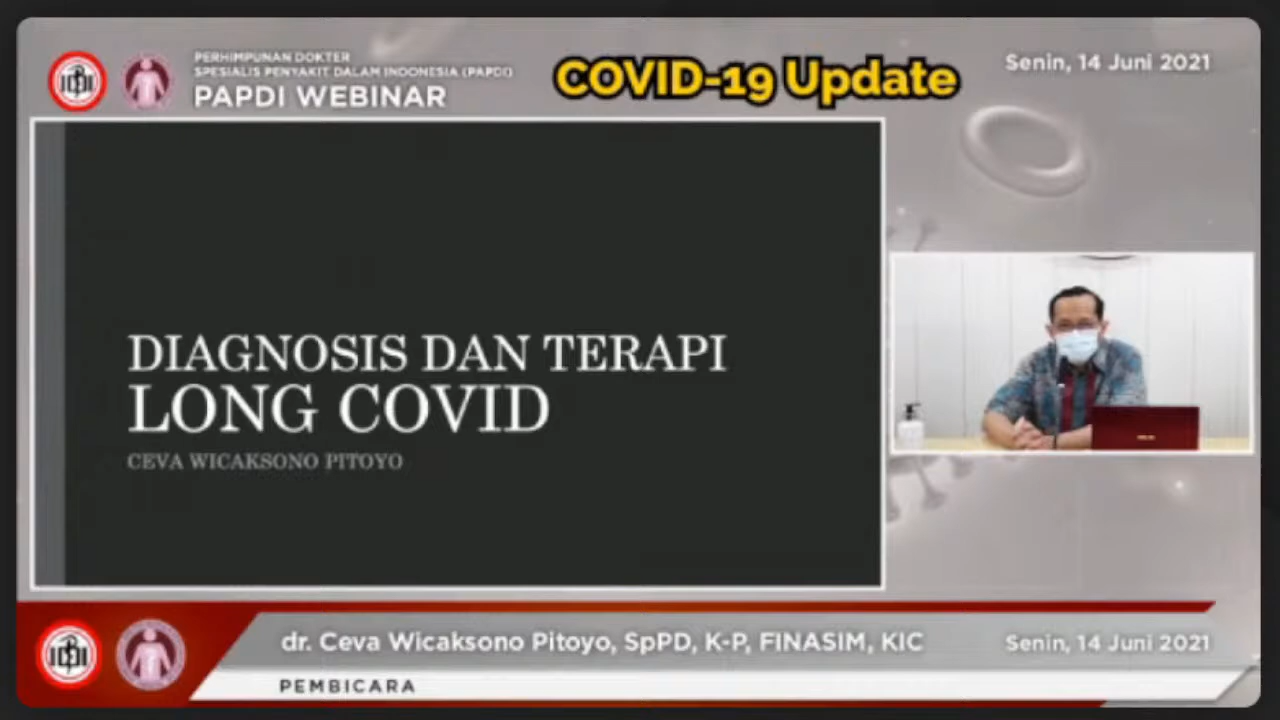 PERHIMPUNAN DOKTER
SPESIALIS PENYAKIT DALAM INDONESIA (PAPDI)
PAPDI WEBINAR
COVID-19 Update
Senin, 14 Juni 2021
DIAGNOSIS DAN TERAPI
LONG COVID
CEVA WICAKSONO PITOYO
dr. Ceva Wicaksono Pitoyo, SpPD, K-P, FINASIM, KIC
Senin, 14 Juni 2021
PEMBICARA